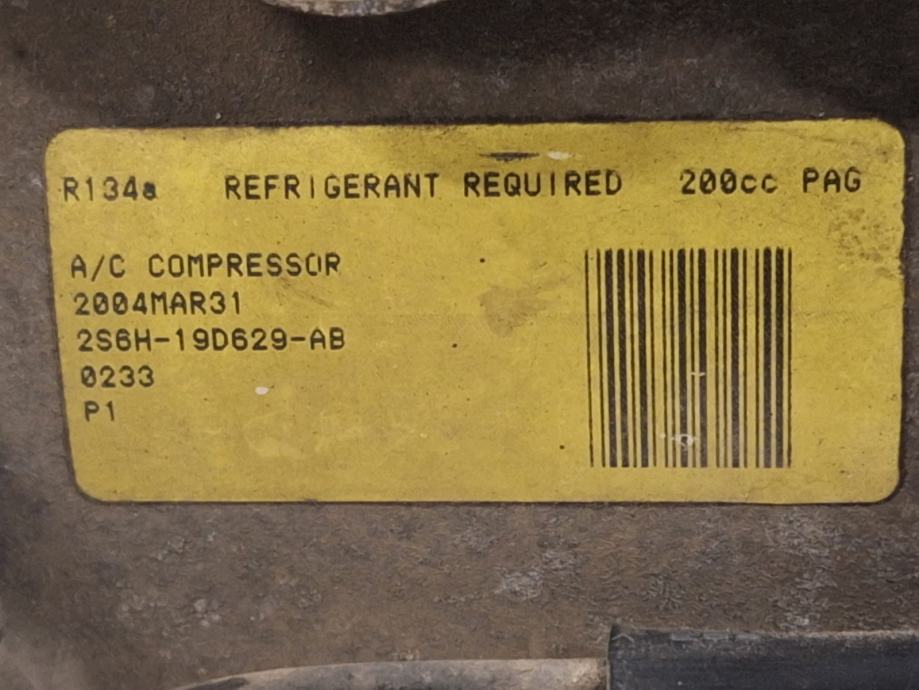 R134a REFRIGERANT REQUIRED 200cc PAG
A/C COMPRESSOR
2004MAR31
2S6H-19D629-AB
0233
P1